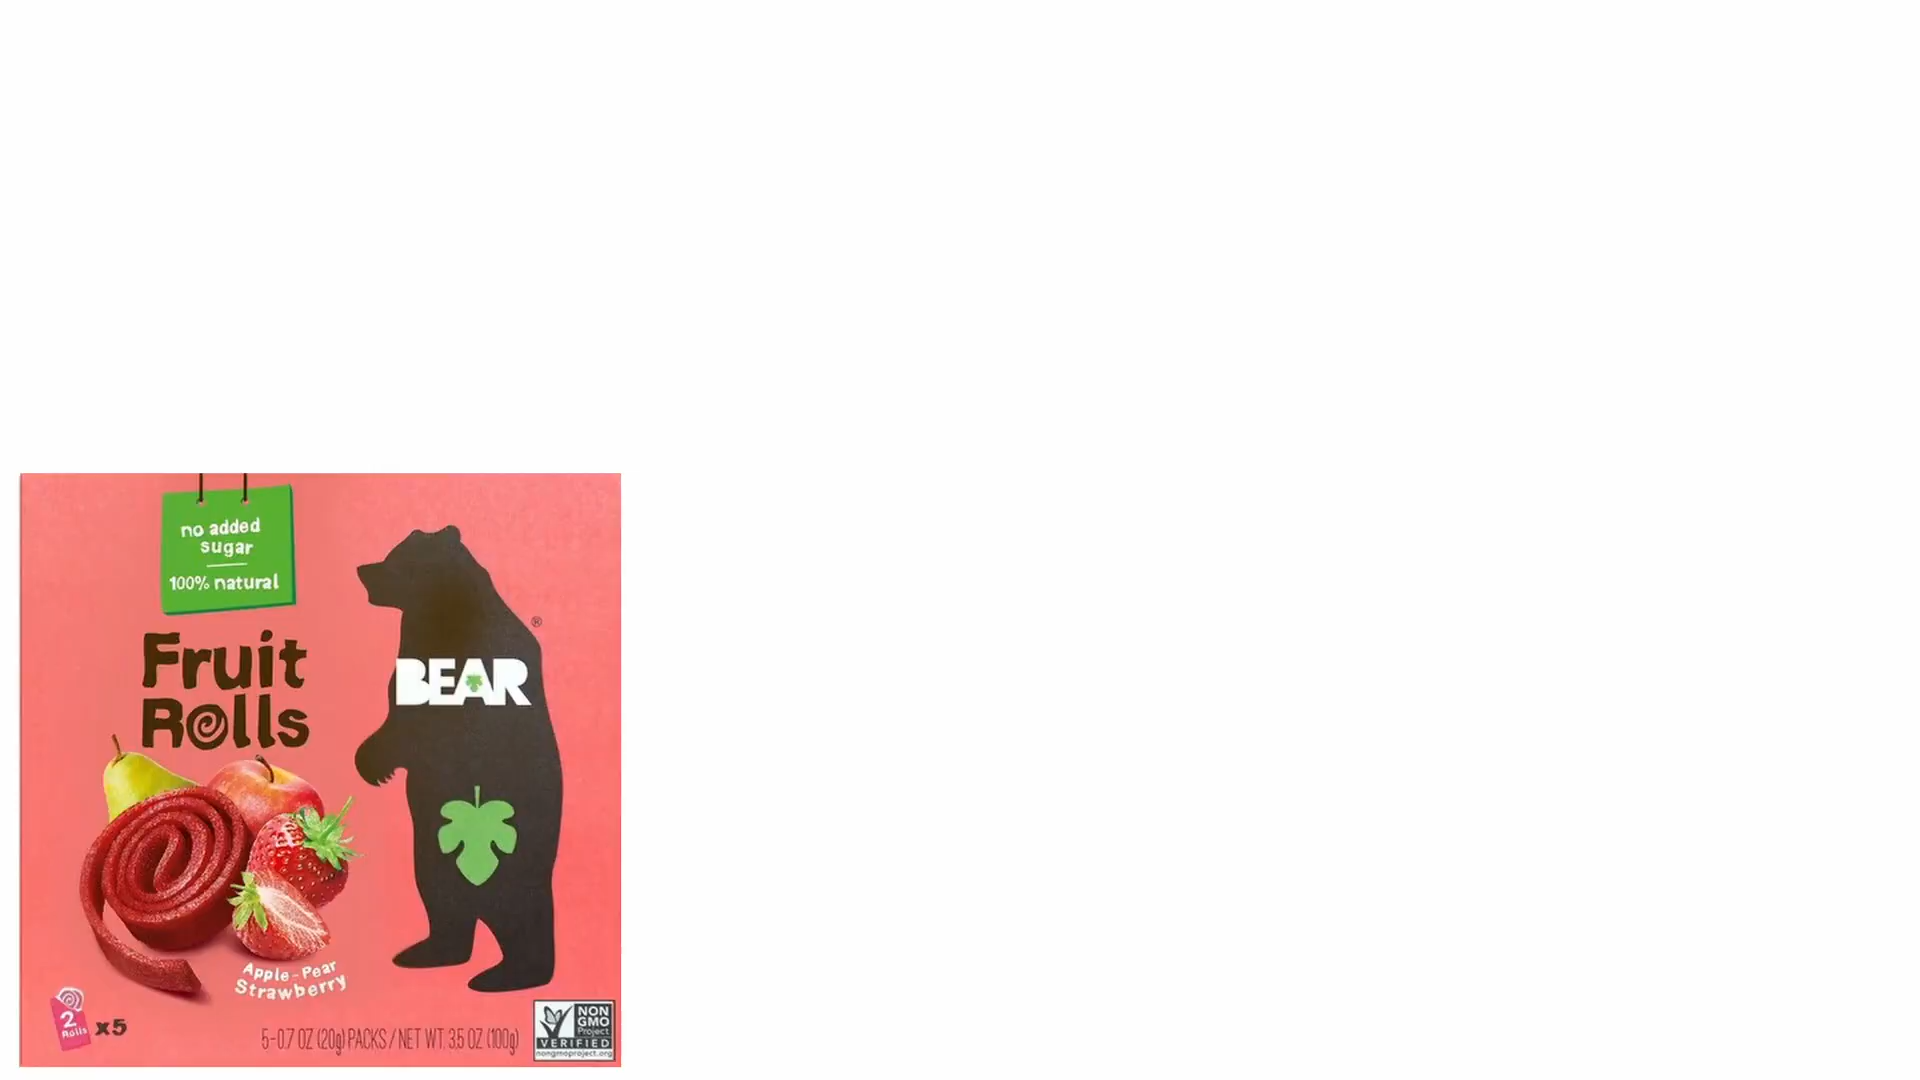 no added
sugar
100% natural
Fruit
Rolls
®
BEAR
Apple-Pear
Strawberry
2
Rolls
x5
5-0.7 OZ (20g) PACKS / NET WT. 3.5 OZ (100g)
NON
GMO
Project
VERIFIED
nongmoproject.org